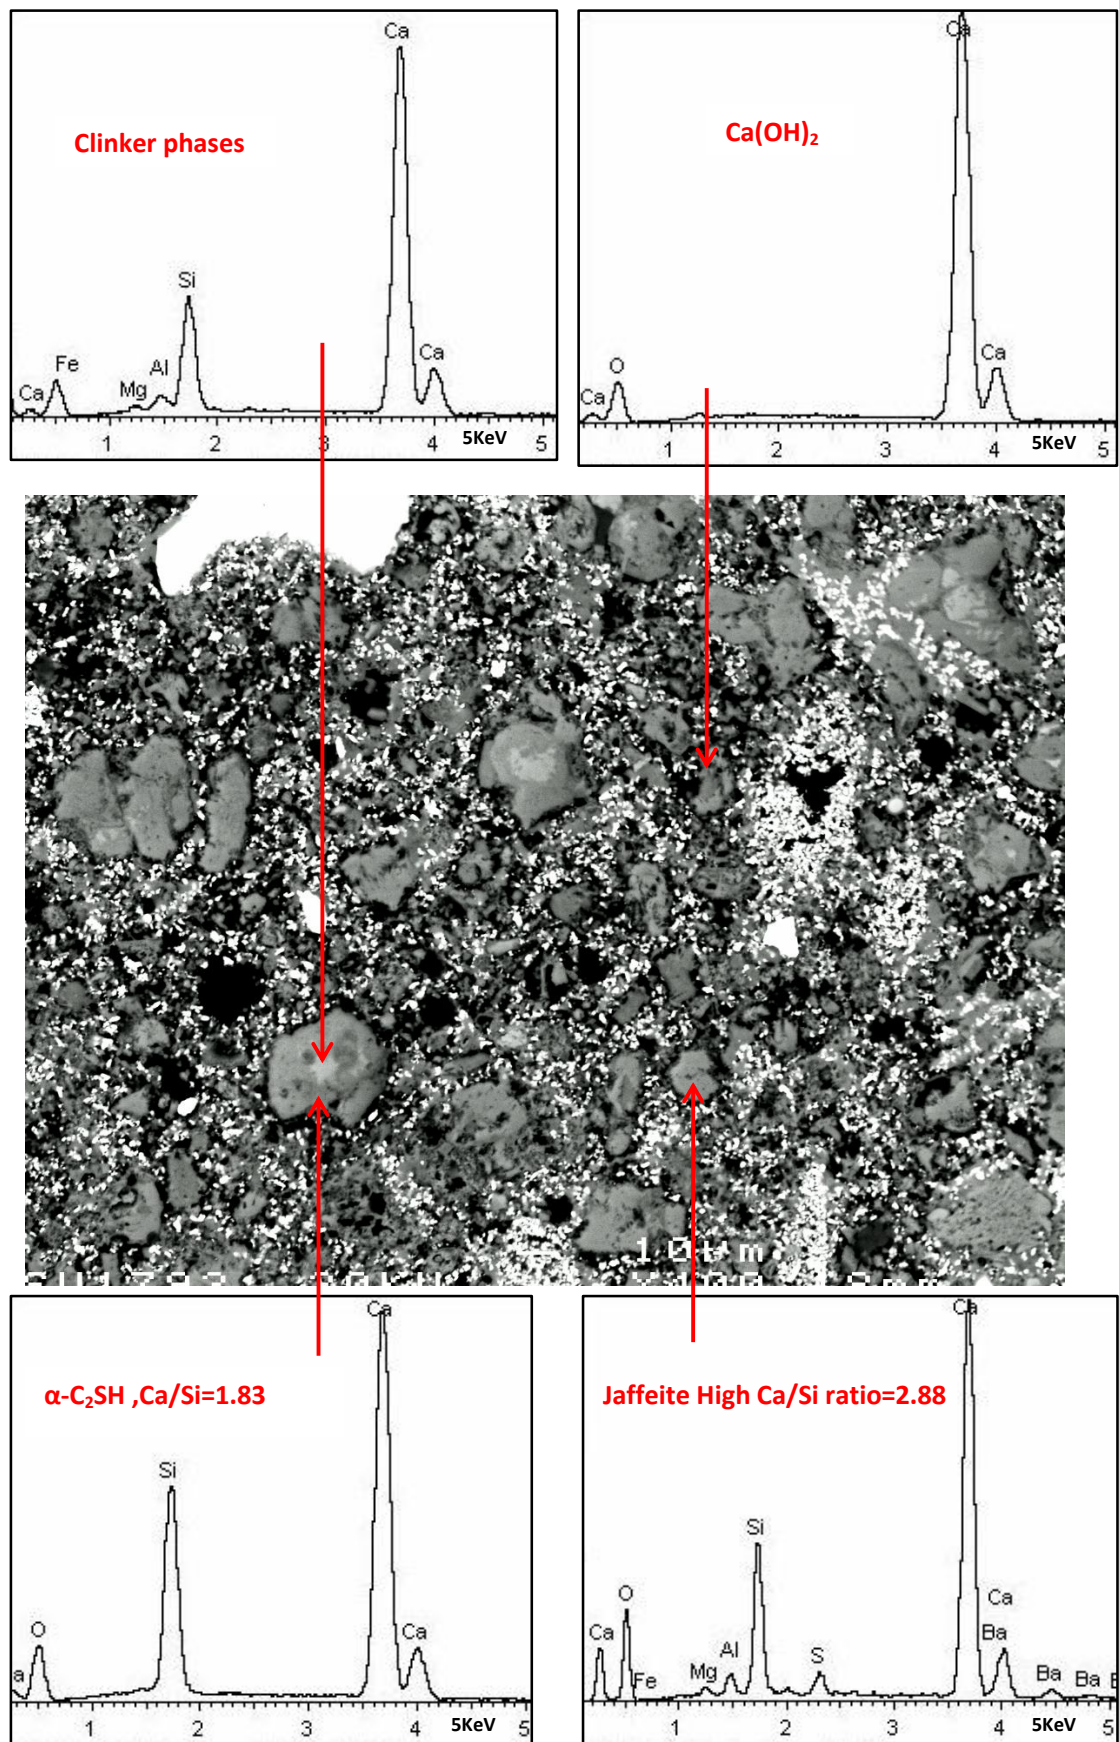 Ca
Clinker phases
Si
Fe
Al
Mg
Ca
Ca
1 2 3 4 5KeV 5
Ca
Ca(OH)₂
Ca
O
Ca
1 2 3 4 5KeV 5
10µm
Ca
α-C₂SH ,Ca/Si=1.83
Si
O
Ca
a
1 2 3 4 5KeV 5
Ca
Jaffeite High Ca/Si ratio=2.88
Si
O
Ca
Ca
Ba
Al
S
Fe
Mg
Ba
Ba
1 2 3 4 5KeV 5